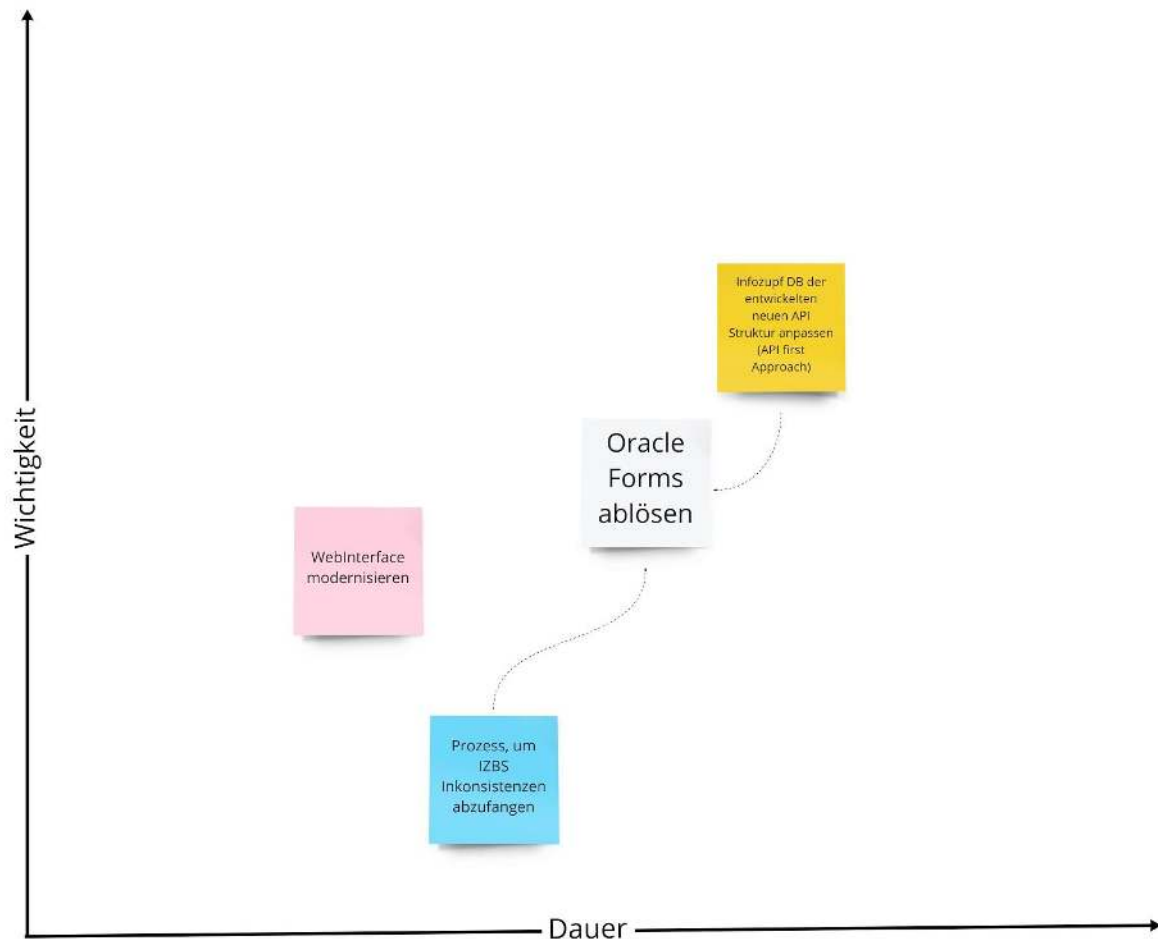 Infozupf DB der
entwickelten
neuen API
Struktur anpassen
(API first
Approach)
Oracle
Forms
ablösen
Wichtigkeit
WebInterface
modernisieren
Prozess, um
IZBS
Inkonsistenzen
abzufangen
Dauer